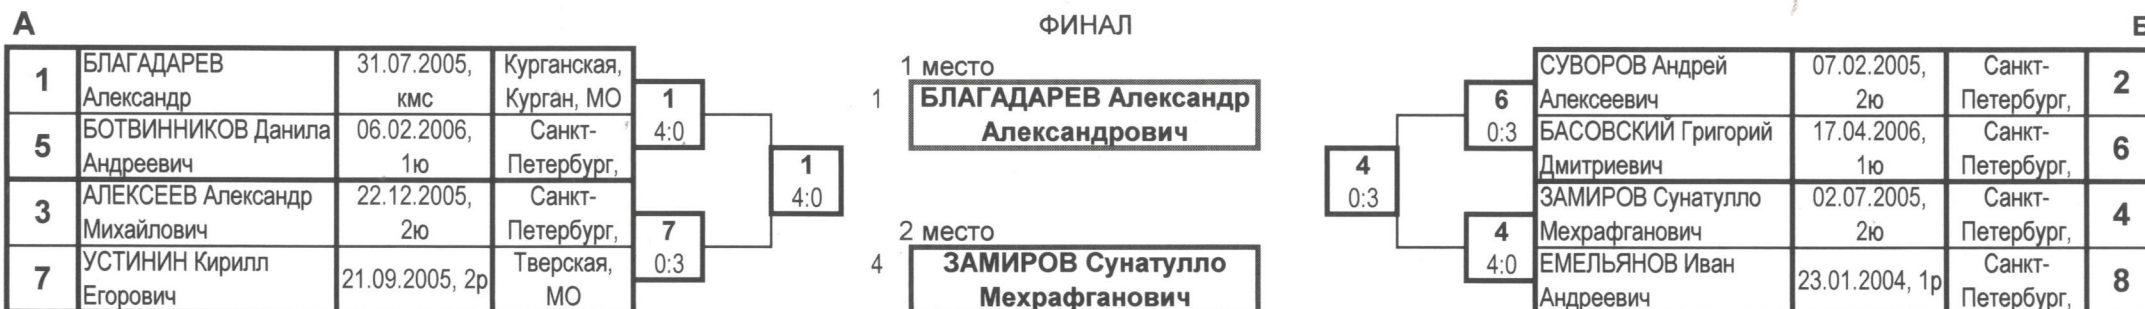 А
ФИНАЛ
Б
1 БЛАГАДАРЕВ Александр 31.07.2005, кмс Курганская, Курган, МО
5 БОТВИННИКОВ Данила Андреевич 06.02.2006, 1ю Санкт-Петербург,
3 АЛЕКСЕЕВ Александр Михайлович 22.12.2005, 2ю Санкт-Петербург,
7 УСТИНИН Кирилл Егорович 21.09.2005, 2р Тверская, МО
1
4:0
7
0:3
1
4:0
1 место
1 БЛАГАДАРЕВ Александр
Александрович
2 место
4 ЗАМИРОВ Сунатулло
Мехрафганович
4
0:3
6
0:3
4
4:0
СУВОРОВ Андрей Алексеевич 07.02.2005, 2ю Санкт-Петербург, 2
БАСОВСКИЙ Григорий Дмитриевич 17.04.2006, 1ю Санкт-Петербург, 6
ЗАМИРОВ Сунатулло Мехрафганович 02.07.2005, 2ю Санкт-Петербург, 4
ЕМЕЛЬЯНОВ Иван Андреевич 23.01.2004, 1р Санкт-Петербург, 8